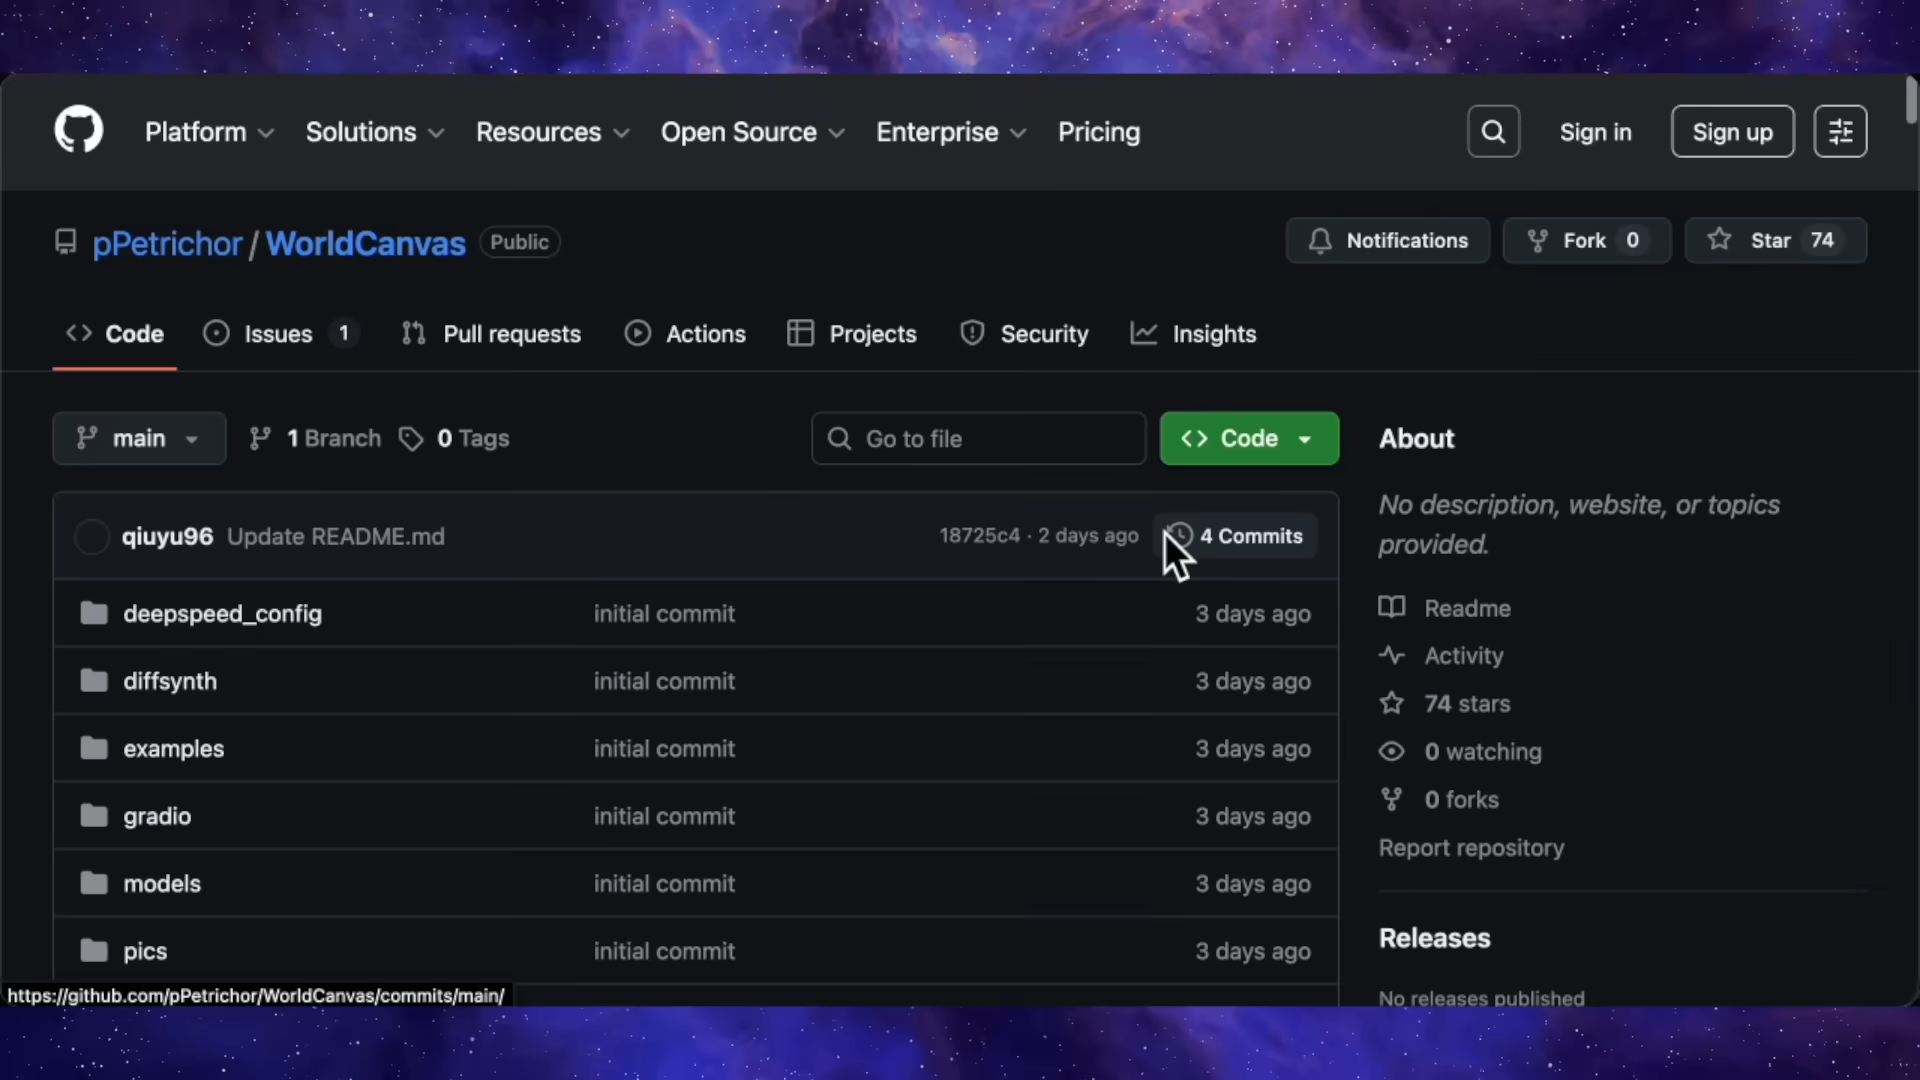 Platform Solutions Resources Open Source Enterprise Pricing Sign in Sign up
pPetrichor / WorldCanvas Public Notifications Fork 0 Star 74
Code Issues 1 Pull requests Actions Projects Security Insights
main 1 Branch 0 Tags Go to file Code
qiuyu96 Update README.md 18725c4 · 2 days ago 4 Commits
deepspeed_config initial commit 3 days ago
diffsynth initial commit 3 days ago
examples initial commit 3 days ago
gradio initial commit 3 days ago
models initial commit 3 days ago
pics initial commit 3 days ago
About
No description, website, or topics
provided.
Readme
Activity
74 stars
0 watching
0 forks
Report repository
Releases
No releases published
https://github.com/pPetrichor/WorldCanvas/commits/main/